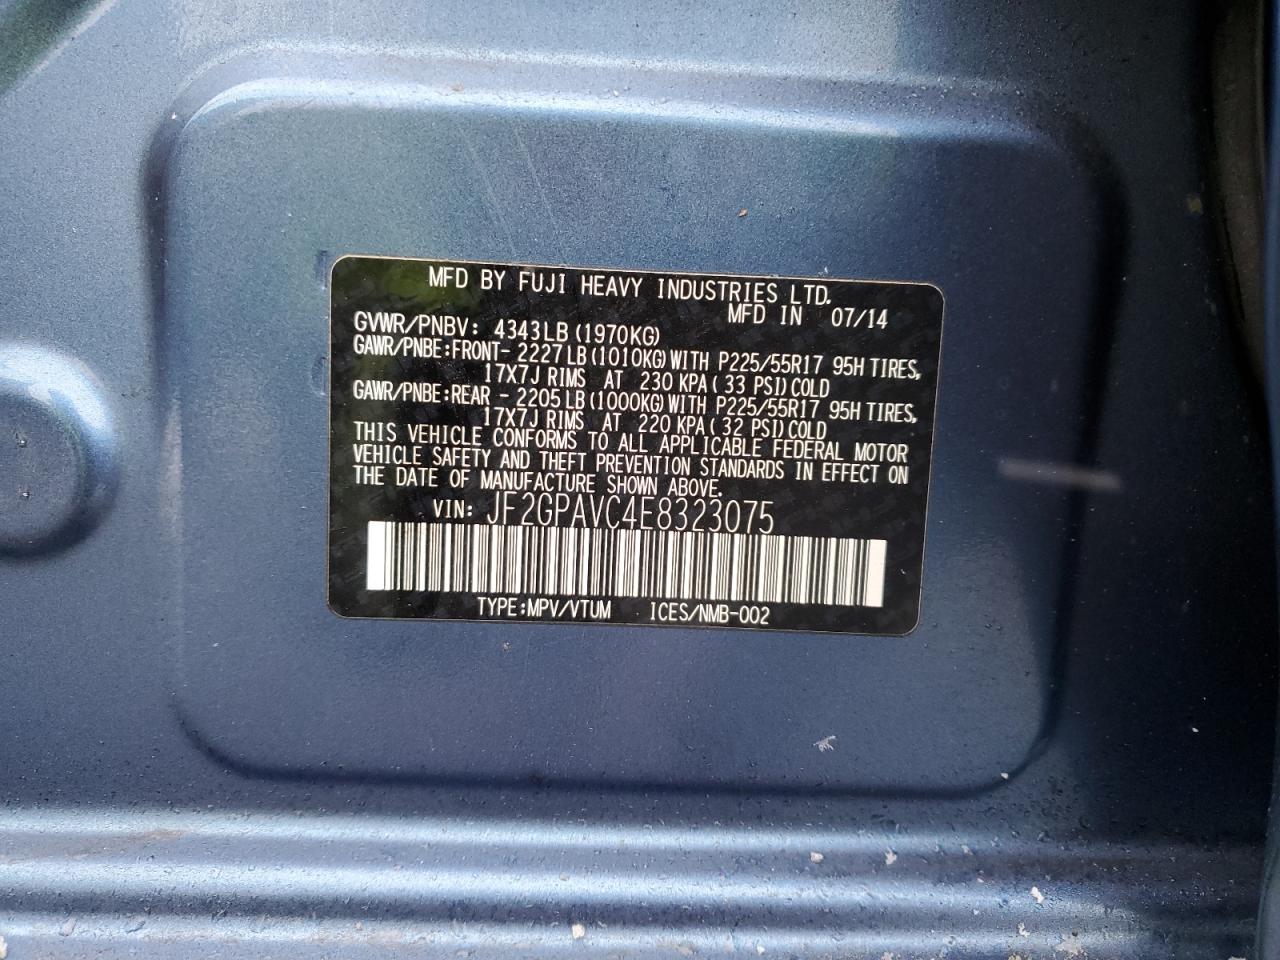 MFD BY FUJI HEAVY INDUSTRIES LTD.
MFD IN 07/14
GVWR/PNBV: 4343LB(1970KG)
GAWR/PNBE:FRONT- 2227LB(1010KG)WITH P225/55R17 95H TIRES,
17X7J RIMS AT 230 KPA( 33 PSI)COLD
GAWR/PNBE:REAR - 2205LB(1000KG)WITH P225/55R17 95H TIRES,
17X7J RIMS AT 220 KPA( 32 PSI)COLD
THIS VEHICLE CONFORMS TO ALL APPLICABLE FEDERAL MOTOR
VEHICLE SAFETY AND THEFT PREVENTION STANDARDS IN EFFECT ON
THE DATE OF MANUFACTURE SHOWN ABOVE.
VIN: JF2GPAVC4E8323075
TYPE:MPV/VTUM ICES/NMB-002